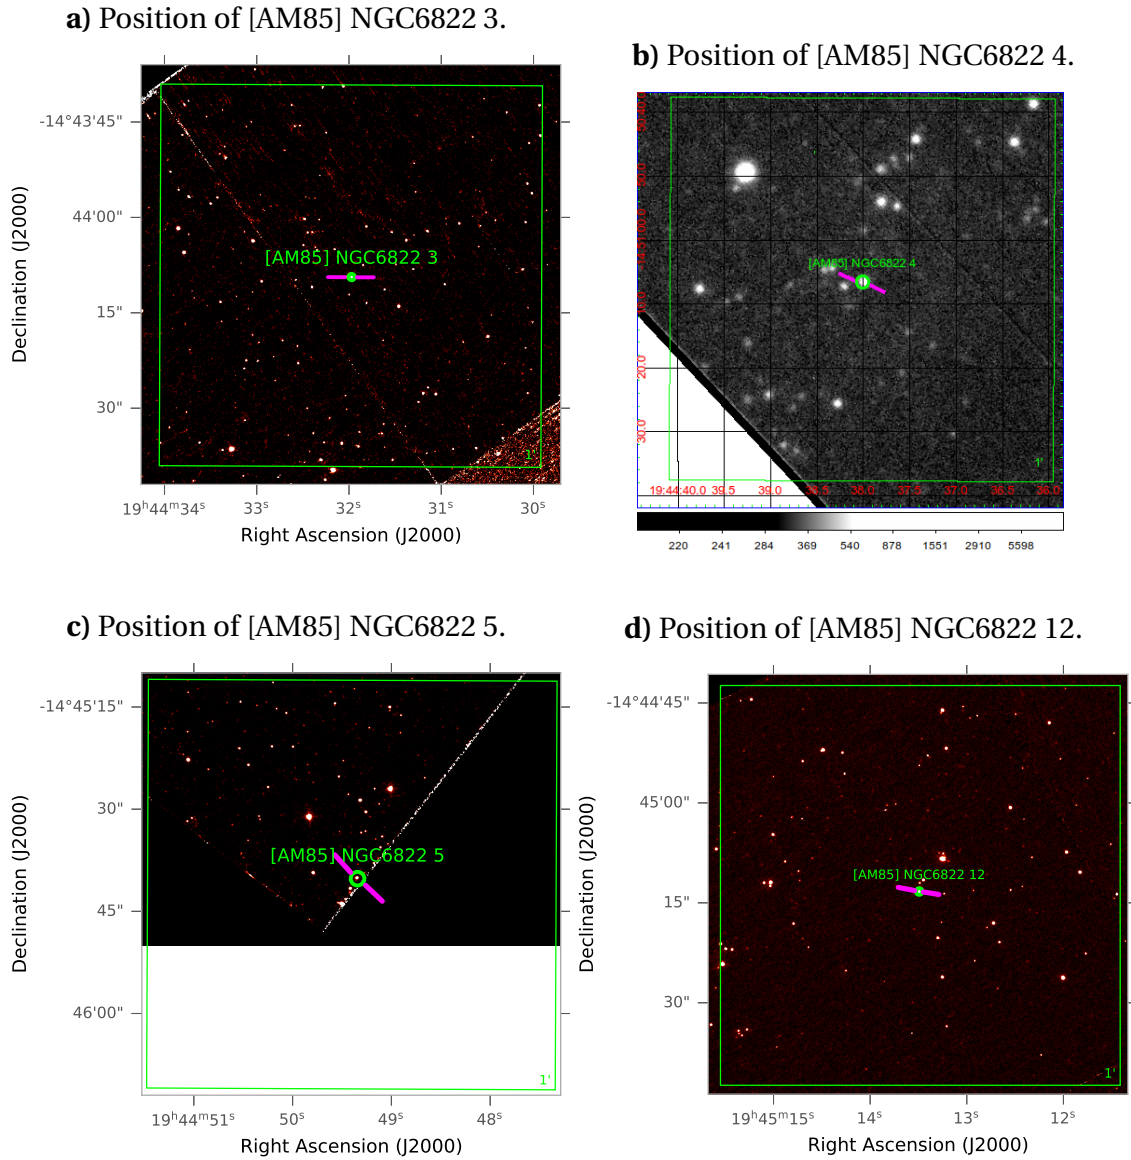 a) Position of [AM85] NGC6822 3.
-14°43'45"
44'00"
15"
30"
Declination (J2000)
[AM85] NGC6822 3
1'
19ʰ44ᵐ34ˢ
33ˢ
32ˢ
31ˢ
30ˢ
Right Ascension (J2000)
b) Position of [AM85] NGC6822 4.
[AM85] NGC6822 4
20.0
30.0
1'
19:44:40.0 39.5 39.0 38.5 38.0 37.5 37.0 36.5 36.0
220 241 284 369 540 878 1551 2910 5598
c) Position of [AM85] NGC6822 5.
-14°45'15"
30"
45"
46'00"
Declination (J2000)
[AM85] NGC6822 5
1'
19ʰ44ᵐ51ˢ
50ˢ
49ˢ
48ˢ
Right Ascension (J2000)
d) Position of [AM85] NGC6822 12.
-14°44'45"
45'00"
15"
30"
Declination (J2000)
[AM85] NGC6822 12
1'
19ʰ45ᵐ15ˢ
14ˢ
13ˢ
12ˢ
Right Ascension (J2000)